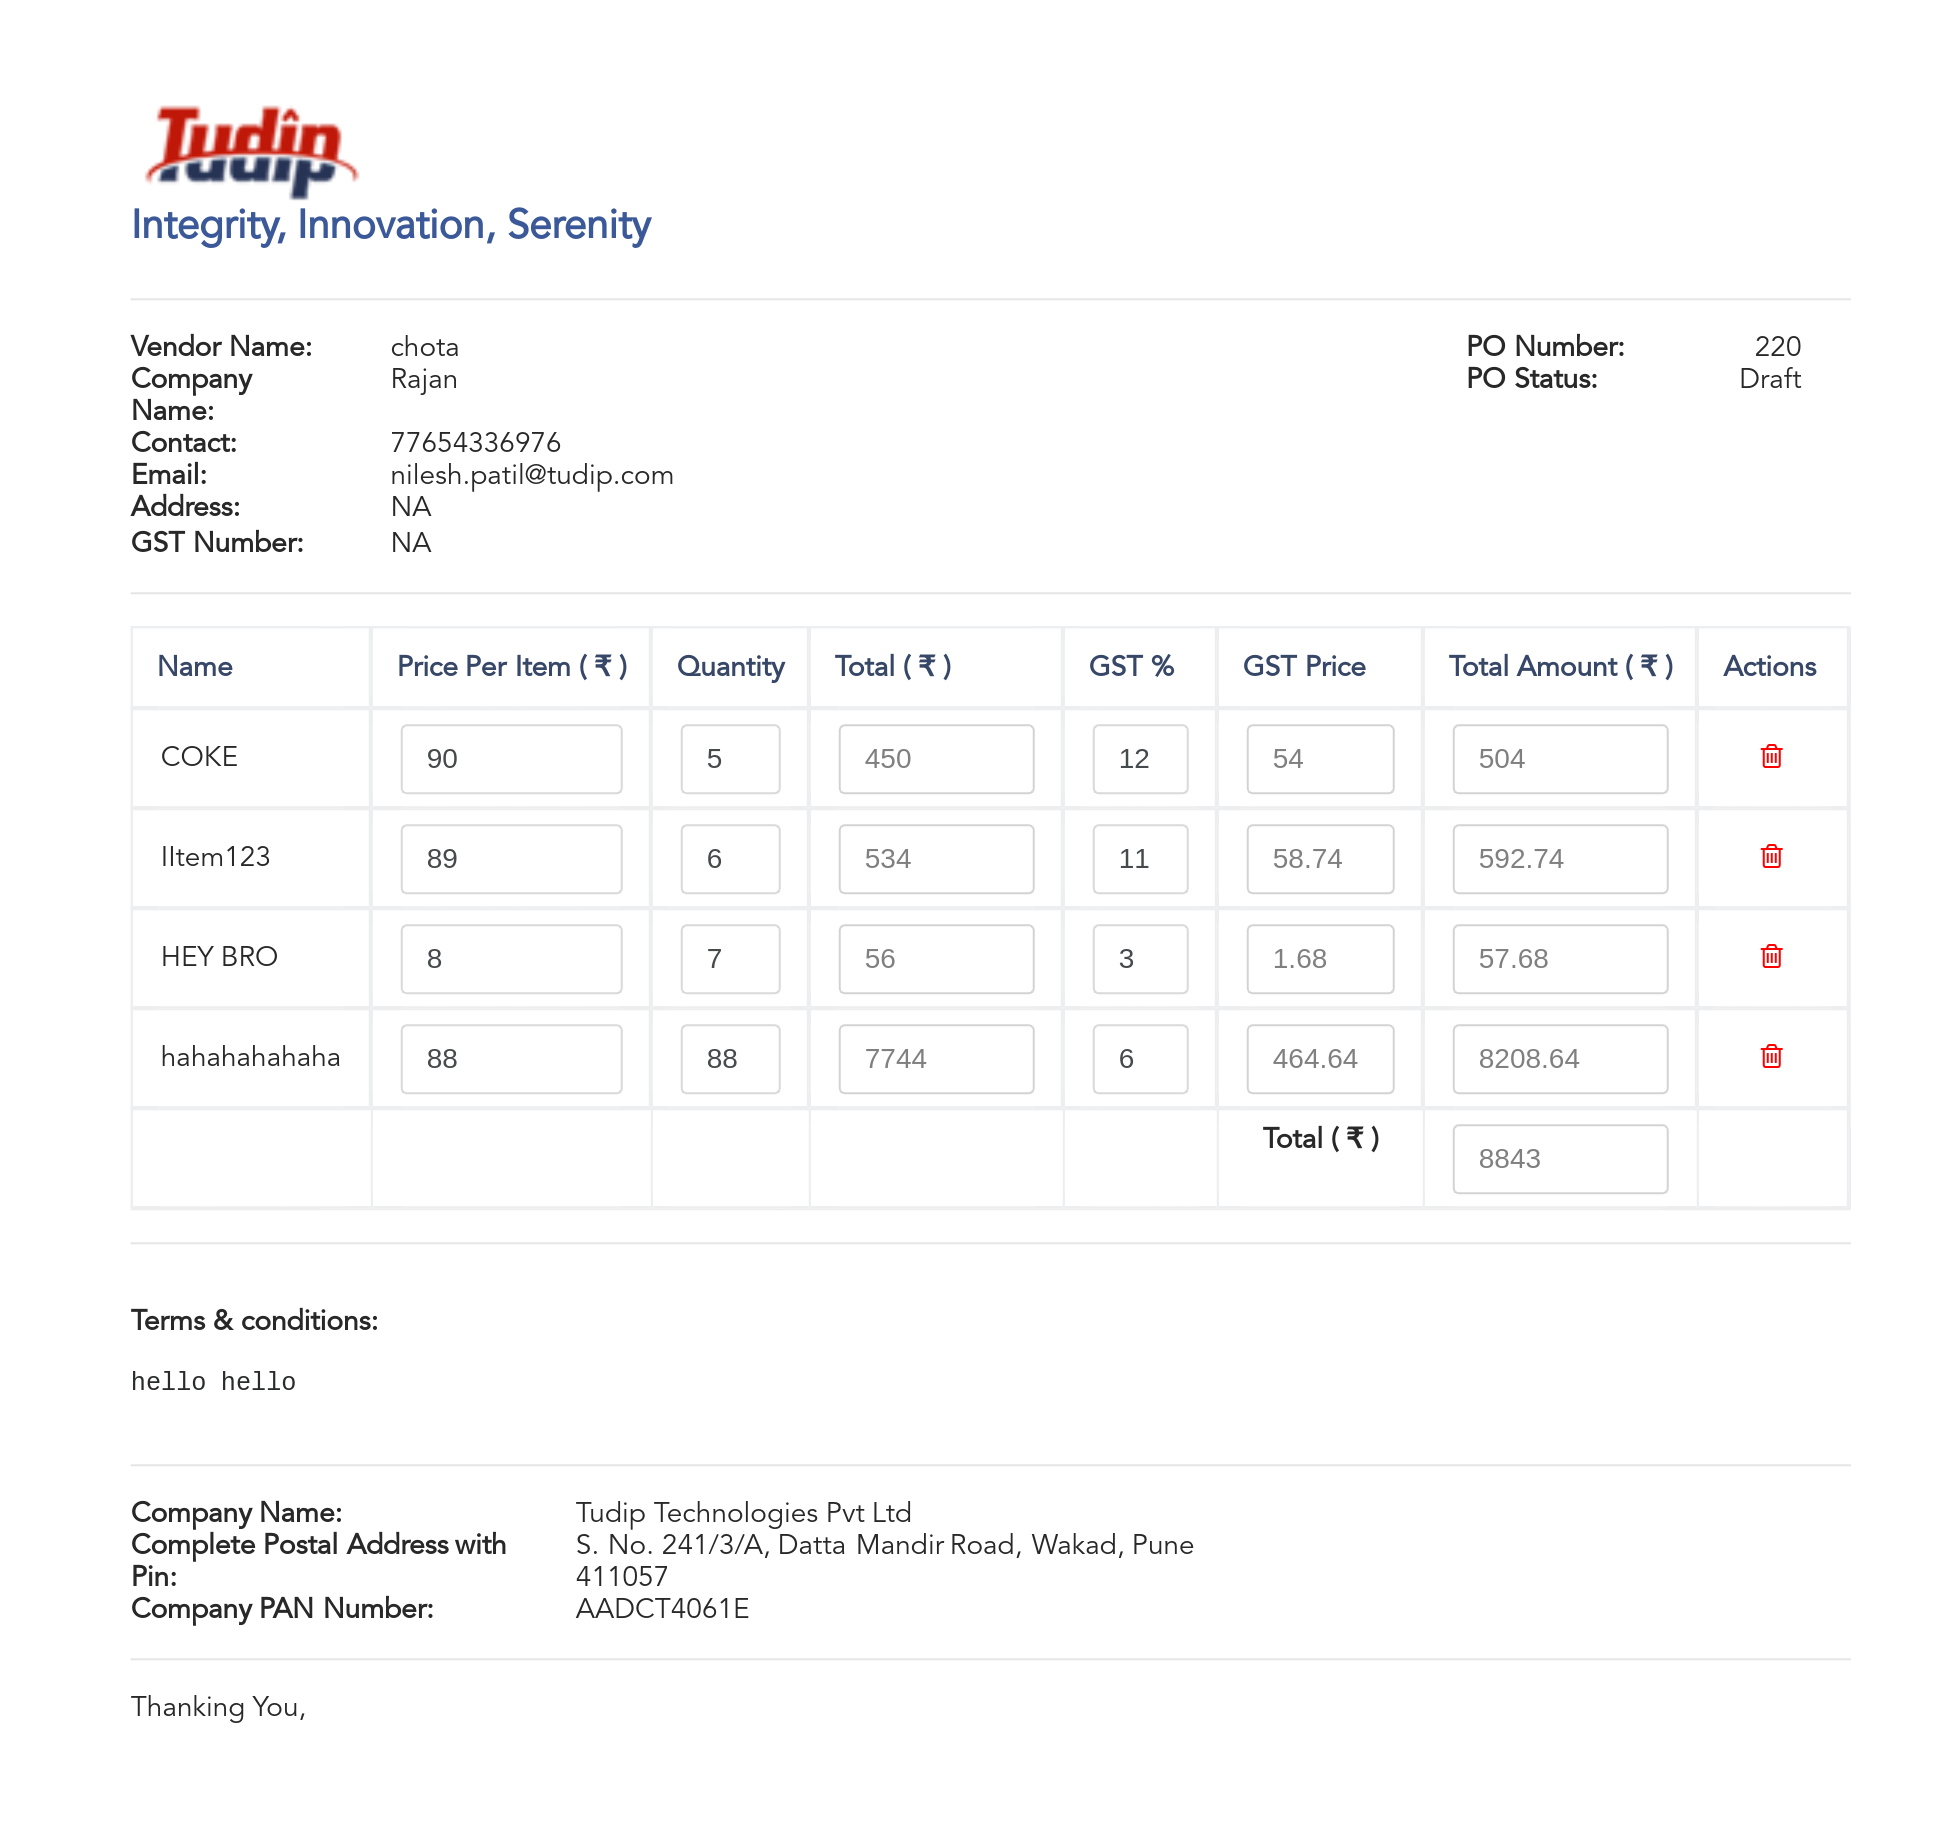 Tudip
Integrity, Innovation, Serenity
Vendor Name: chota PO Number: 220
Company Rajan PO Status: Draft
Name:
Contact: 77654336976
Email: nilesh.patil@tudip.com
Address: NA
GST Number: NA
Name Price Per Item ( ₹ ) Quantity Total ( ₹ ) GST % GST Price Total Amount ( ₹ ) Actions
COKE 90 5 450 12 54 504
IItem123 89 6 534 11 58.74 592.74
HEY BRO 8 7 56 3 1.68 57.68
hahahahahaha 88 88 7744 6 464.64 8208.64
Total ( ₹ ) 8843
Terms & conditions:
hello hello
Company Name: Tudip Technologies Pvt Ltd
Complete Postal Address with S. No. 241/3/A, Datta Mandir Road, Wakad, Pune
Pin: 411057
Company PAN Number: AADCT4061E
Thanking You,